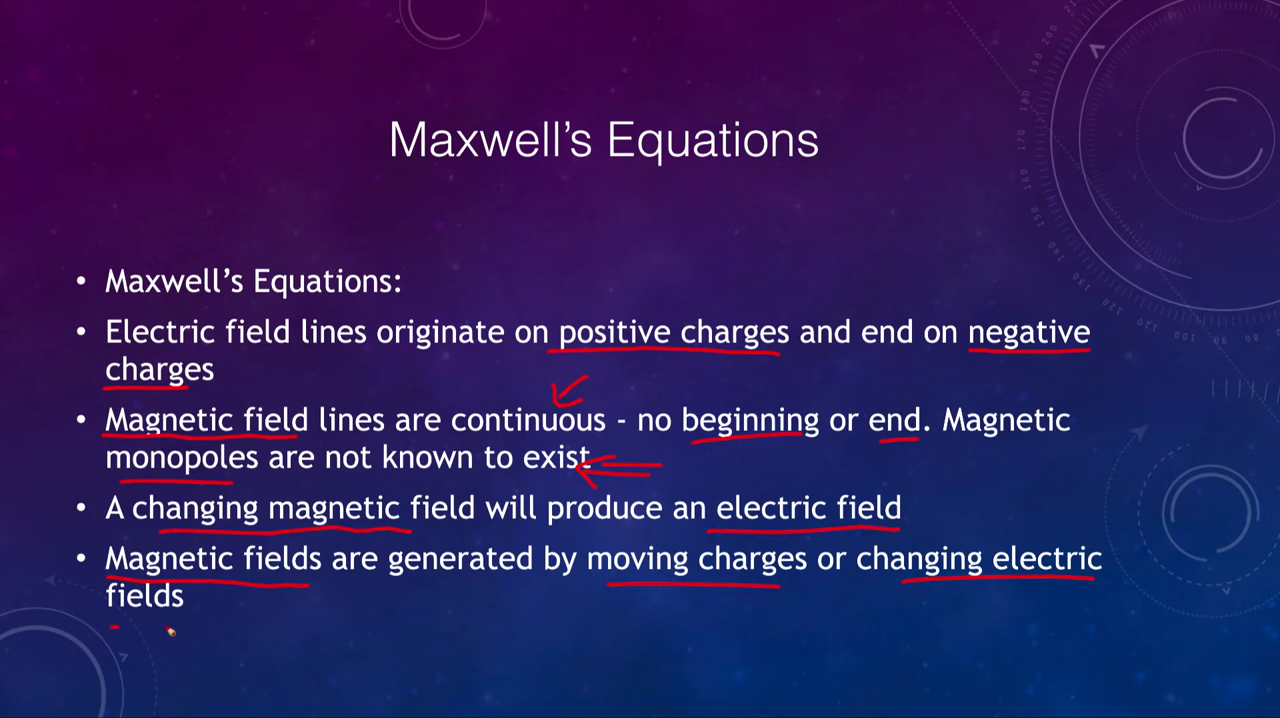 Maxwell’s Equations
• Maxwell’s Equations:
• Electric field lines originate on positive charges and end on negative
charges
• Magnetic field lines are continuous - no beginning or end. Magnetic
monopoles are not known to exist
• A changing magnetic field will produce an electric field
• Magnetic fields are generated by moving charges or changing electric
fields